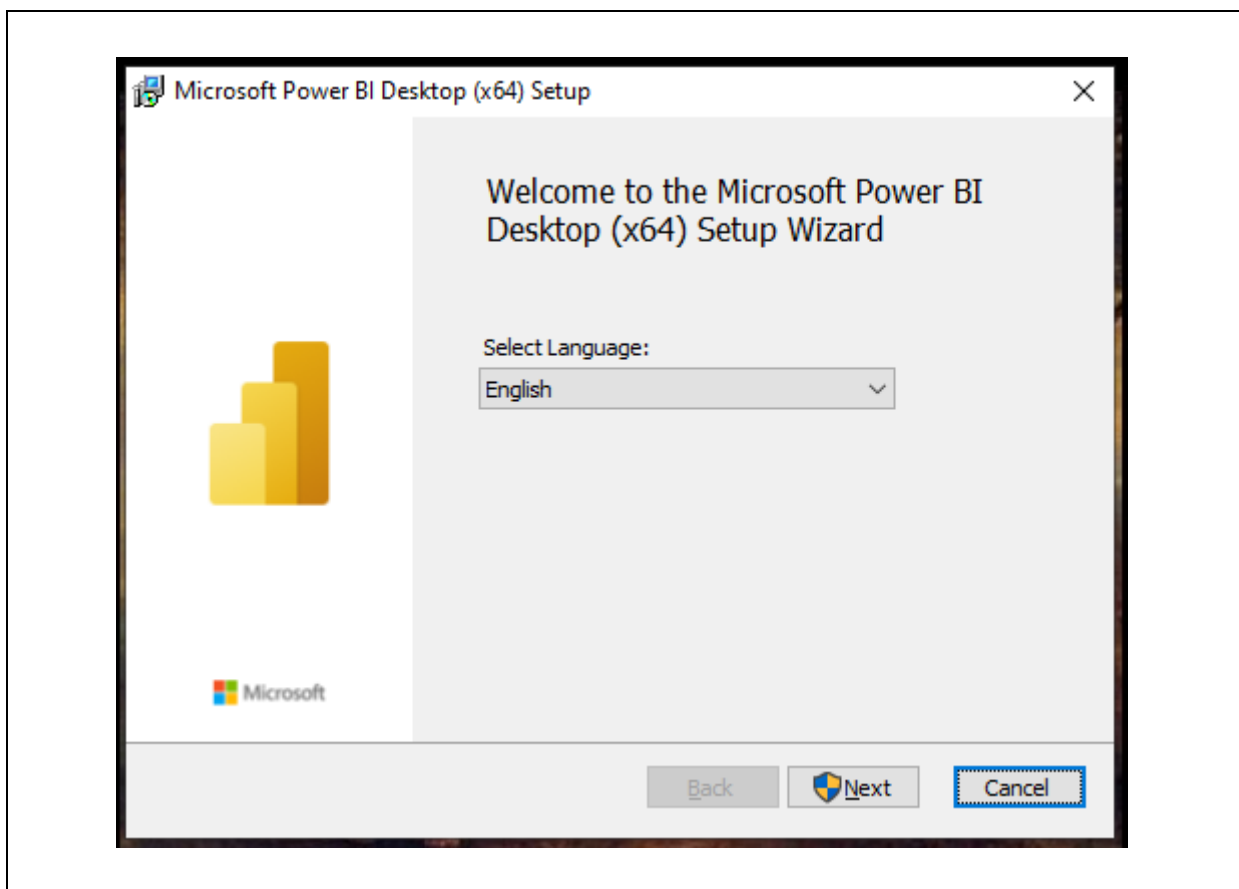 Microsoft Power BI Desktop (x64) Setup
Welcome to the Microsoft Power BI
Desktop (x64) Setup Wizard
Select Language:
English
Microsoft
Back
Next
Cancel